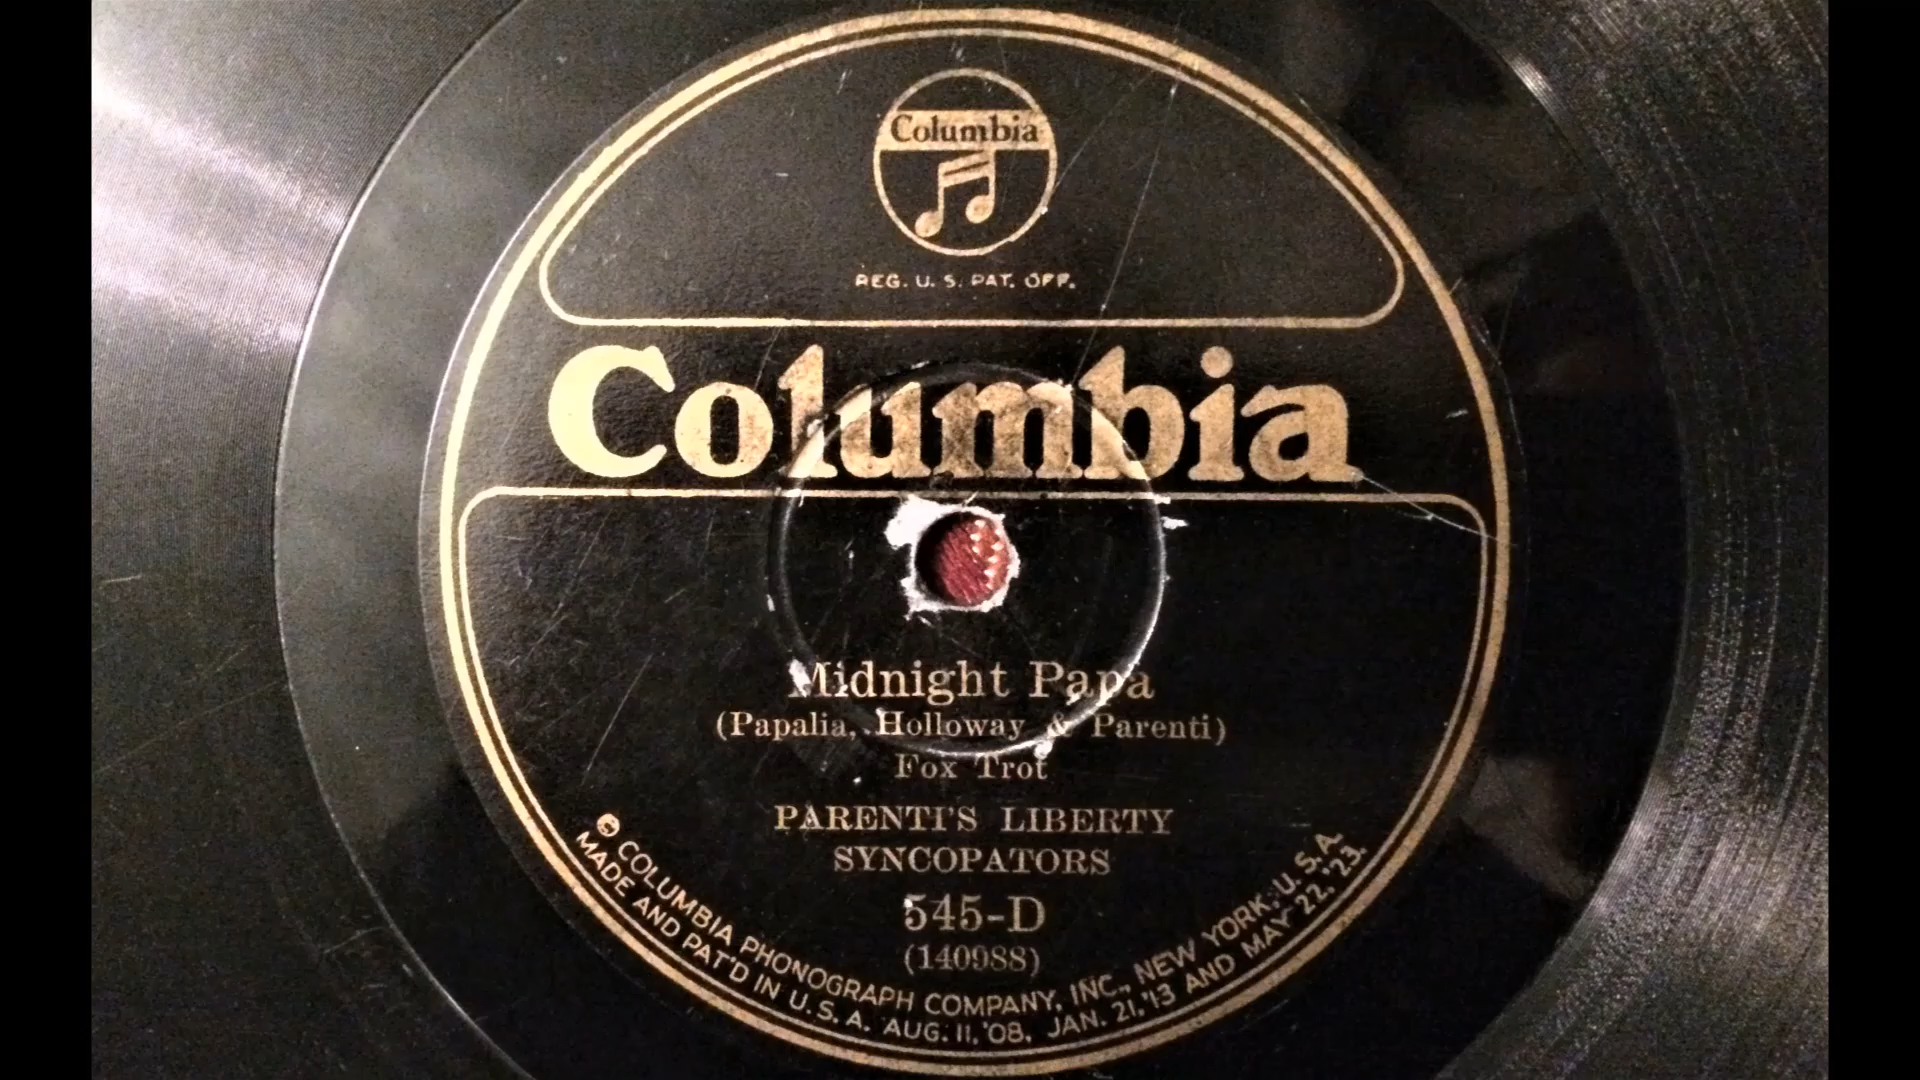 Columbia
REG. U. S. PAT. OFF.
Columbia
Midnight Papa
(Papalia, Holloway & Parenti)
Fox Trot
PARENTI'S LIBERTY
SYNCOPATORS
545-D
(140988)
Ⓖ COLUMBIA PHONOGRAPH COMPANY, INC., NEW YORK, U. S. A.
MADE AND PAT'D IN U. S. A. AUG. 11, '08, JAN. 21, '13 AND MAY 22, '23.